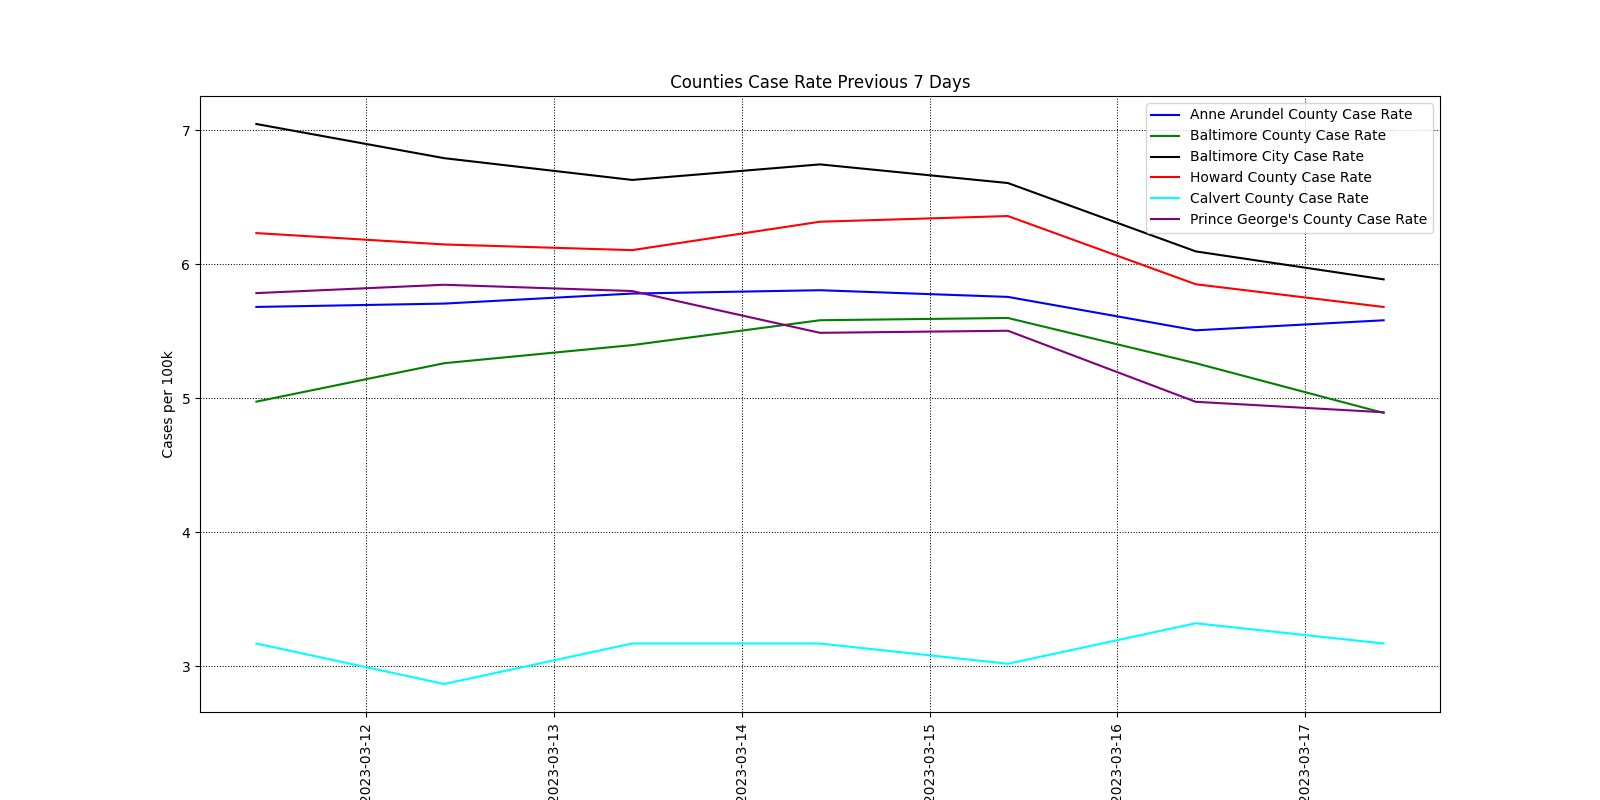 Counties Case Rate Previous 7 Days
Anne Arundel County Case Rate
Baltimore County Case Rate
Baltimore City Case Rate
Howard County Case Rate
Calvert County Case Rate
Prince George's County Case Rate
7
6
5
4
3
Cases per 100k
2023-03-12
2023-03-13
2023-03-14
2023-03-15
2023-03-16
2023-03-17